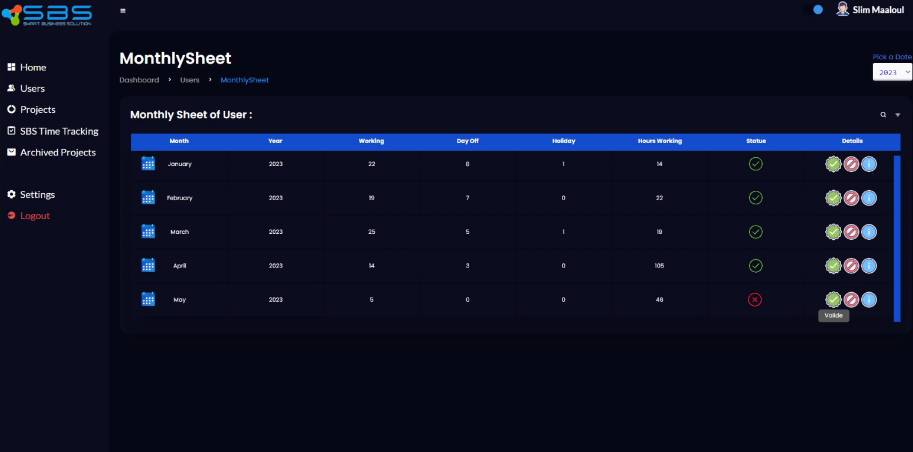 SBS
SMART BUSINESS SOLUTION
Slim Maaloul
Home
Users
Projects
SBS Time Tracking
Archived Projects
Settings
Logout
MonthlySheet
Dashboard > Users > MonthlySheet
Pick a Date
2023
Monthly Sheet of User :
Month Year Working Day Off Holiday Hours Working Statue Details
January 2023 22 8 1 14
February 2023 19 7 0 22
March 2023 25 5 1 19
April 2023 14 3 0 105
May 2023 5 0 0 46
Valide